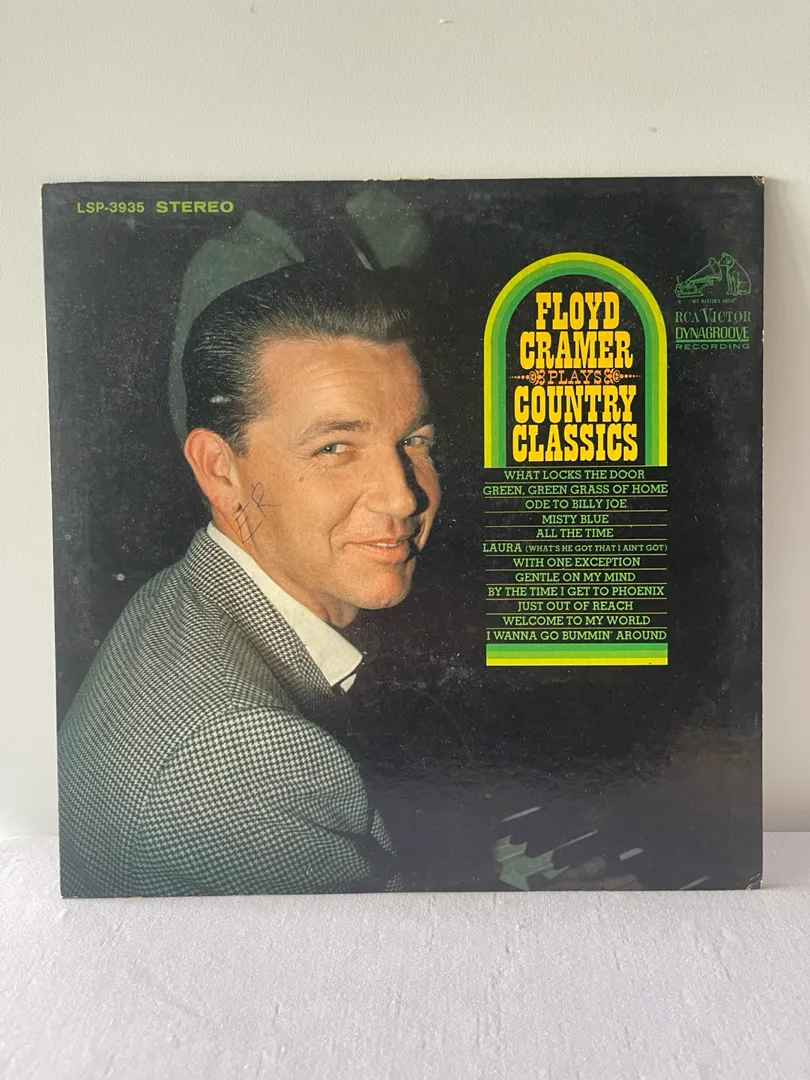 LSP-3935 STEREO
"HIS MASTER'S VOICE"
RCA VICTOR
DYNAGROOVE
RECORDING
FLOYD
CRAMER
PLAYS
COUNTRY
CLASSICS
WHAT LOCKS THE DOOR
GREEN, GREEN GRASS OF HOME
ODE TO BILLY JOE
MISTY BLUE
ALL THE TIME
LAURA (WHAT'S HE GOT THAT I AIN'T GOT)
WITH ONE EXCEPTION
GENTLE ON MY MIND
BY THE TIME I GET TO PHOENIX
JUST OUT OF REACH
WELCOME TO MY WORLD
I WANNA GO BUMMIN' AROUND